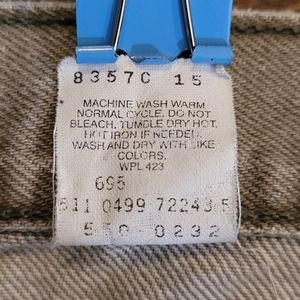 8357C 15
MACHINE WASH WARM
NORMAL CYCLE. DO NOT
BLEACH. TUMBLE DRY HOT.
HOT IRON IF NEEDED.
WASH AND DRY WITH LIKE
COLORS.
WPL 423
695
511 0499 72243 5
0232